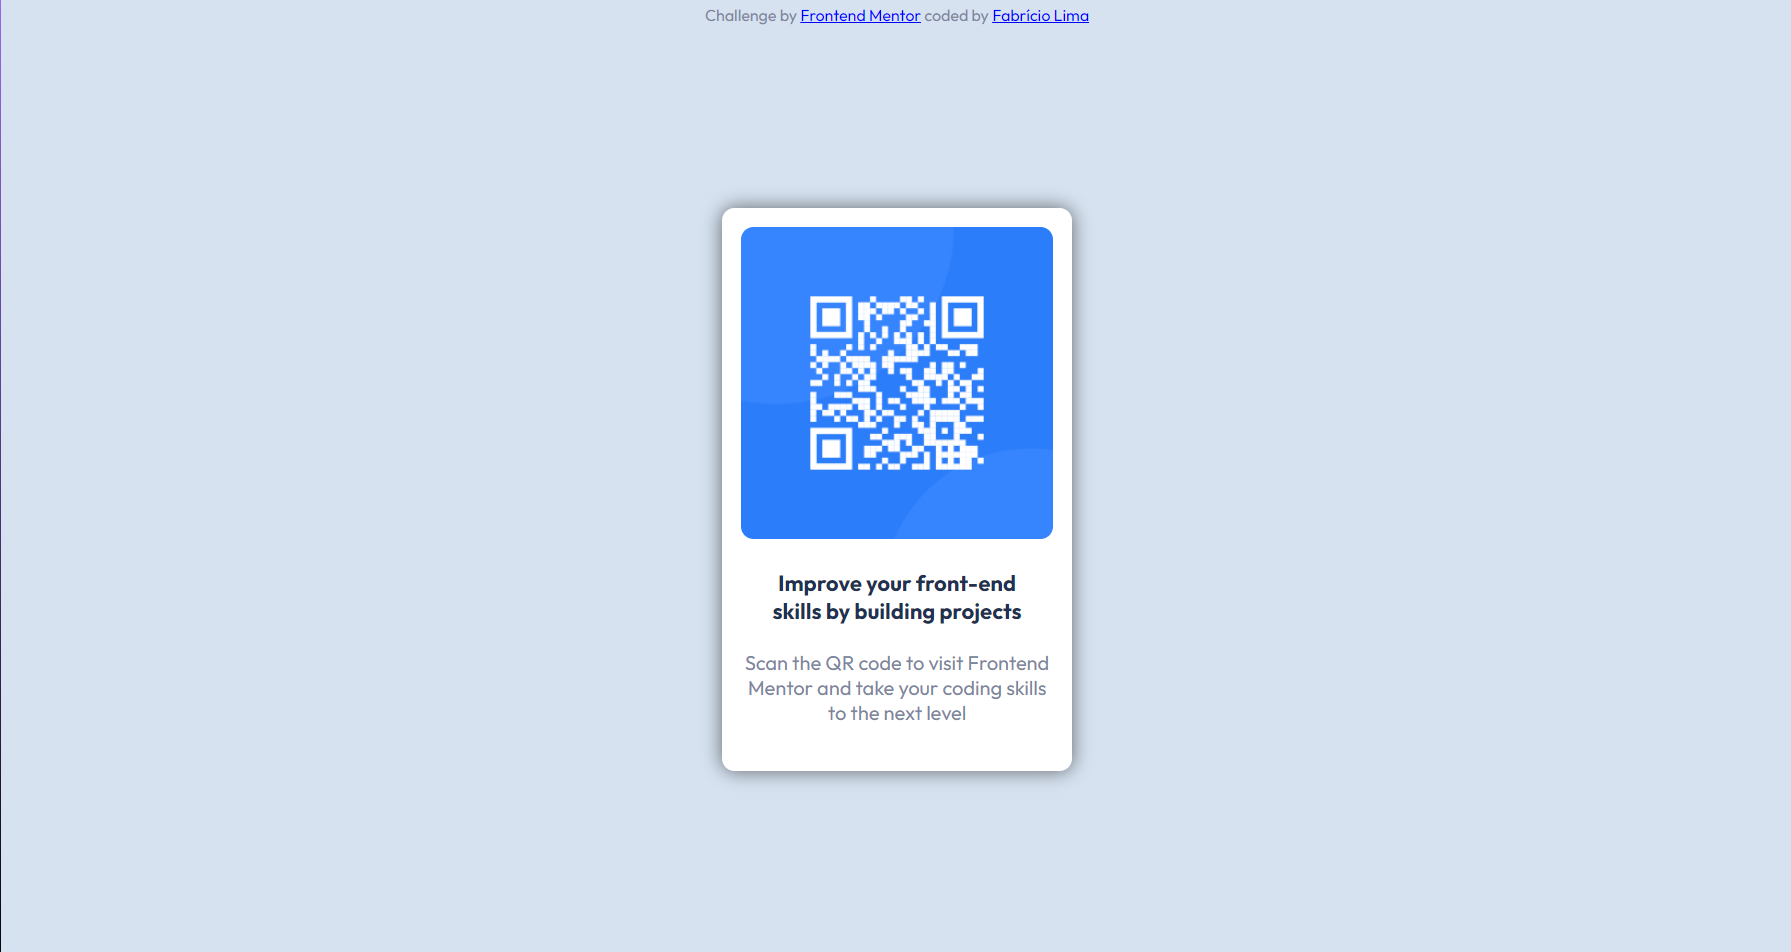 Challenge by Frontend Mentor coded by Fabrício Lima
Improve your front-end
skills by building projects
Scan the QR code to visit Frontend
Mentor and take your coding skills
to the next level